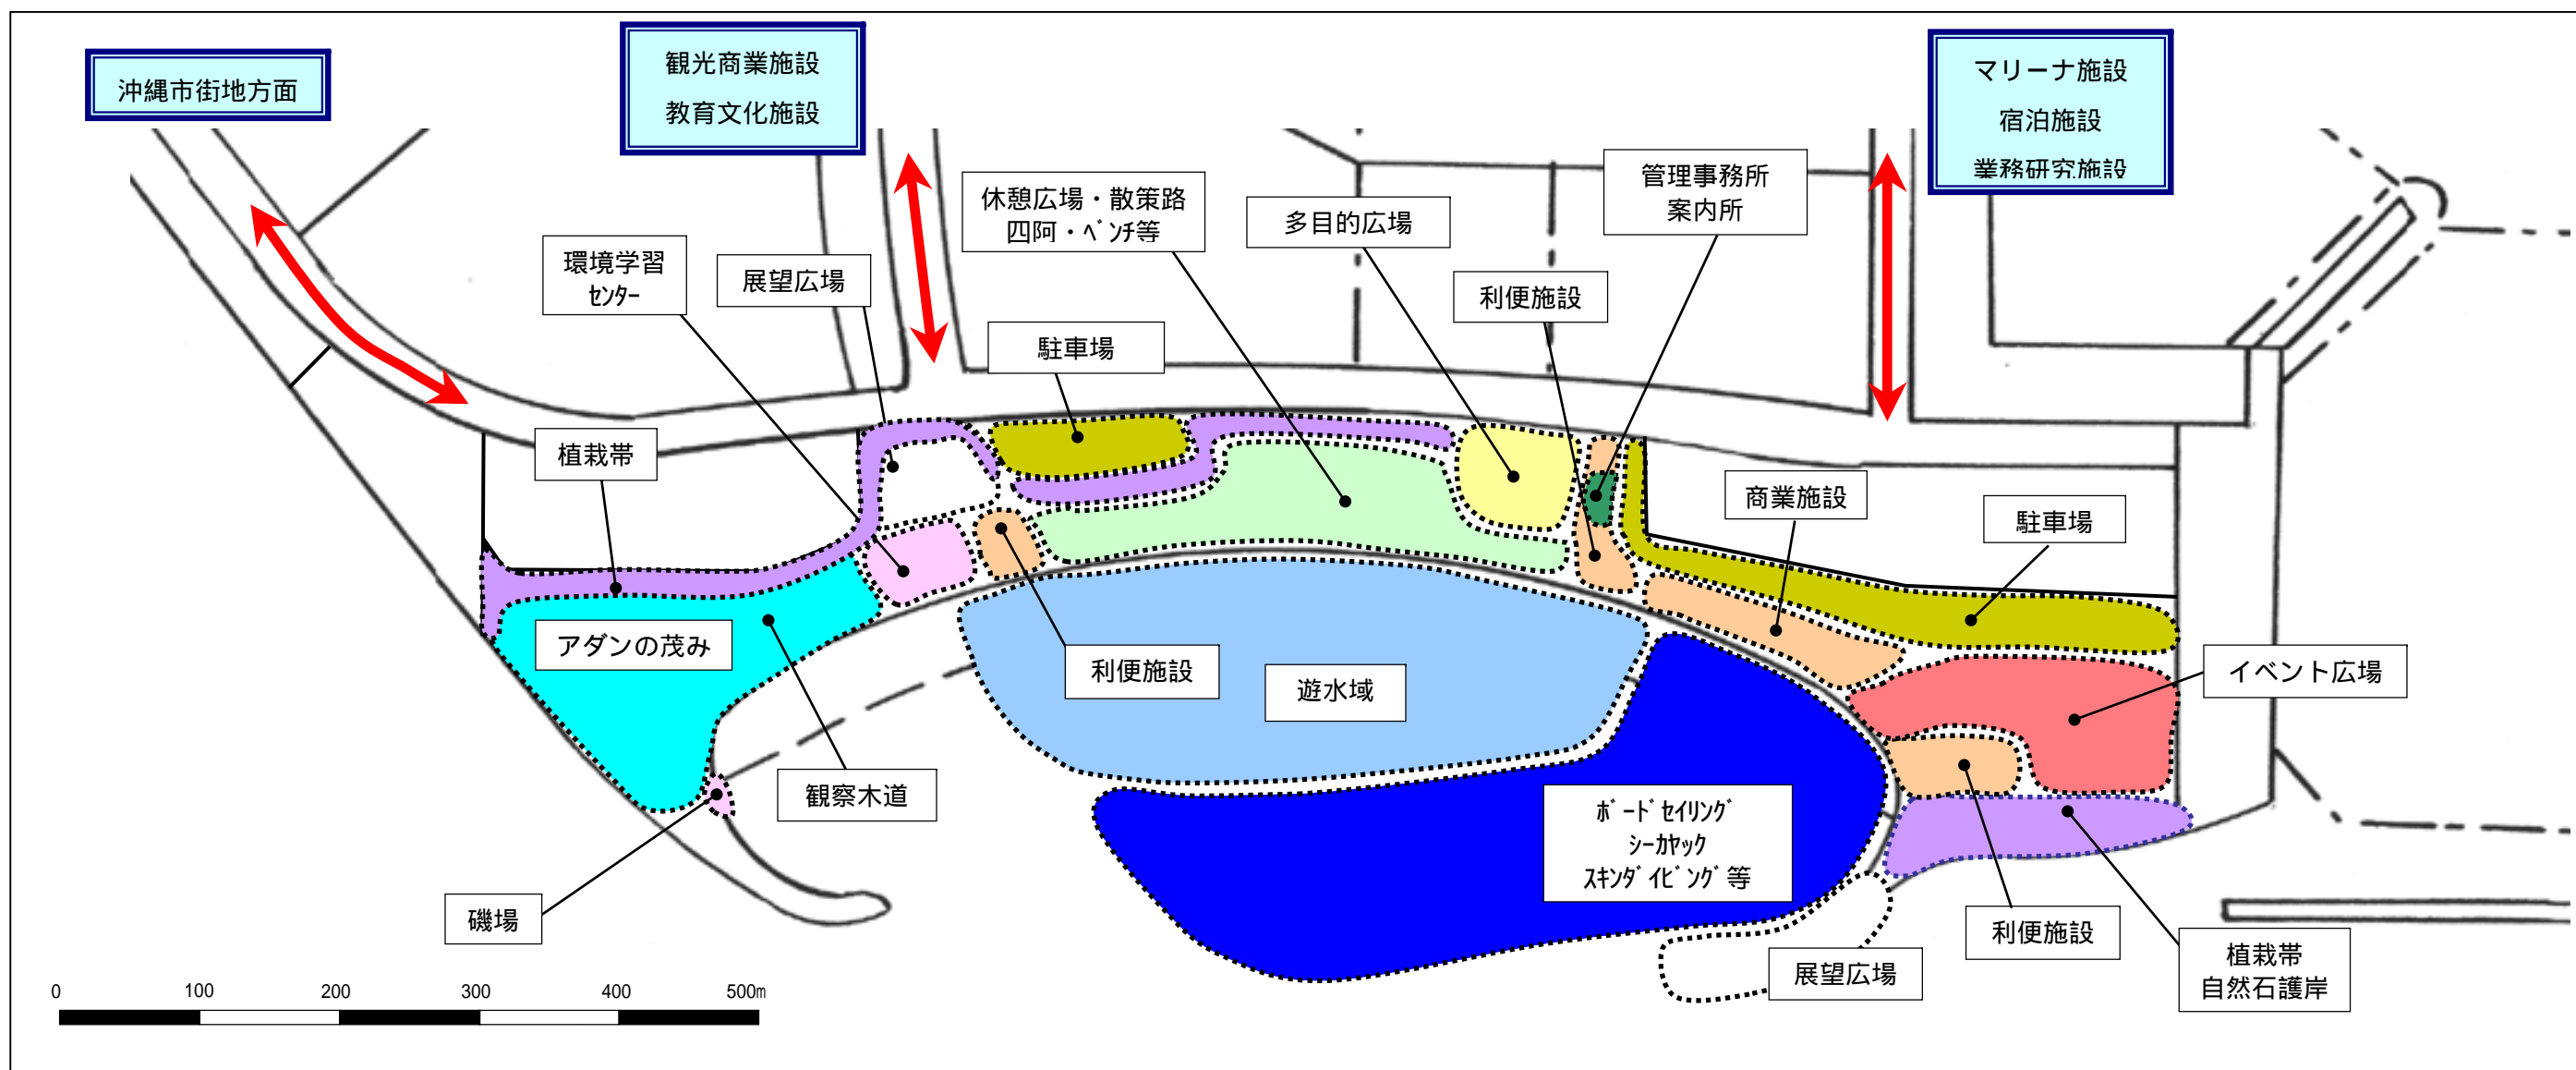 沖縄市街地方面
観光商業施設
教育文化施設
マリーナ施設
宿泊施設
業務研究施設
管理事務所
案内所
休憩広場・散策路
四阿・ﾍﾞﾝﾁ等
多目的広場
環境学習
ｾﾝﾀｰ
展望広場
利便施設
駐車場
植栽帯
商業施設
駐車場
アダンの茂み
利便施設
遊水域
イベント広場
観察木道
ﾎﾞｰﾄﾞｾｲﾘﾝｸﾞ
ｼｰｶﾔｯｸ
ｽｷﾝﾀﾞｲﾋﾞﾝｸﾞ等
磯場
利便施設
展望広場
植栽帯
自然石護岸
0 100 200 300 400 500m